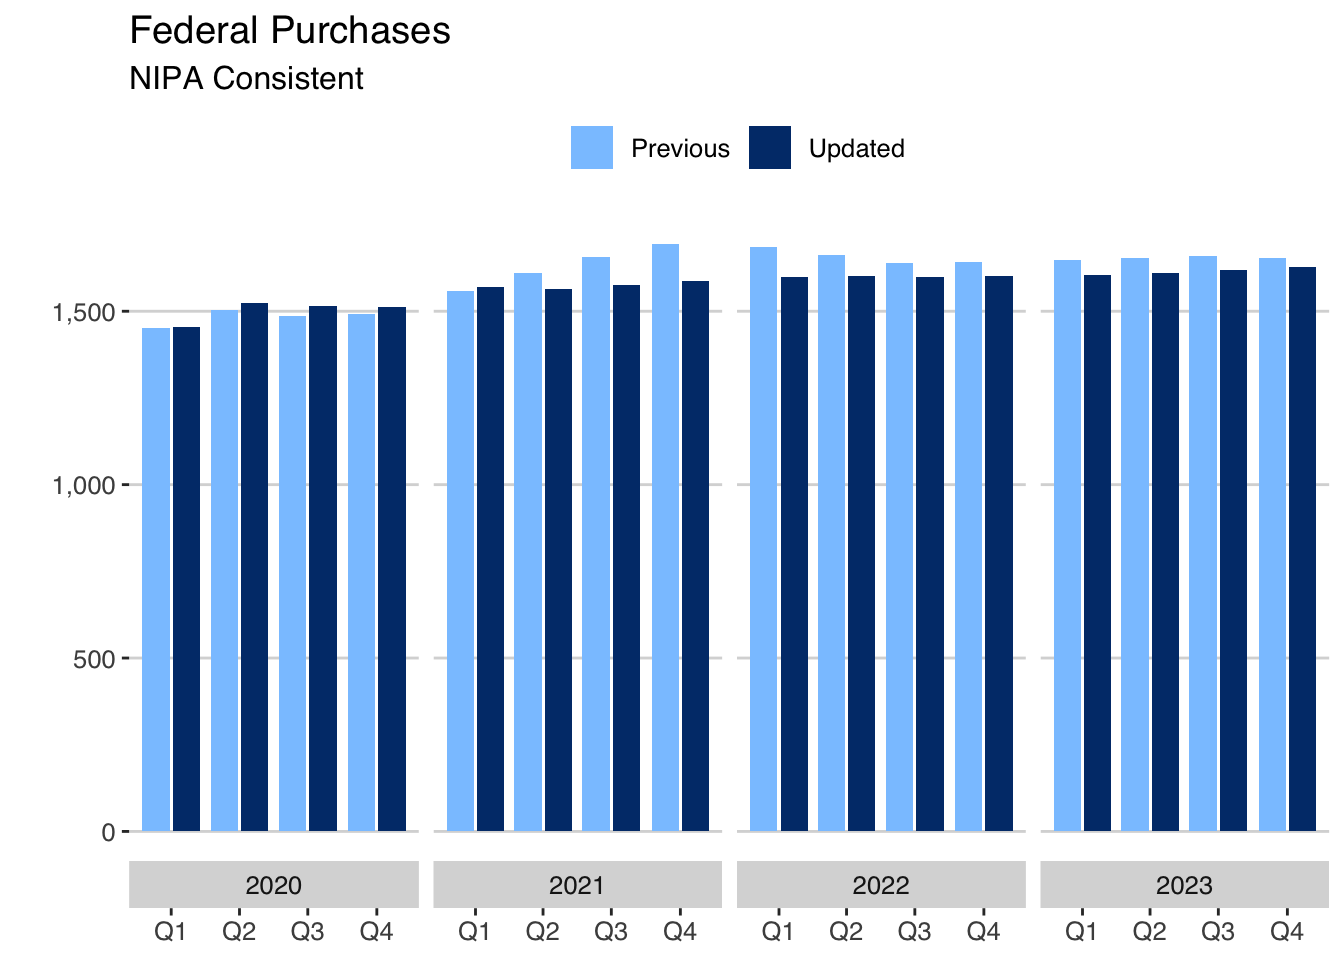 Federal Purchases
NIPA Consistent
Previous Updated
1,500
1,000
500
0
2020 2021 2022 2023
Q1 Q2 Q3 Q4 Q1 Q2 Q3 Q4 Q1 Q2 Q3 Q4 Q1 Q2 Q3 Q4